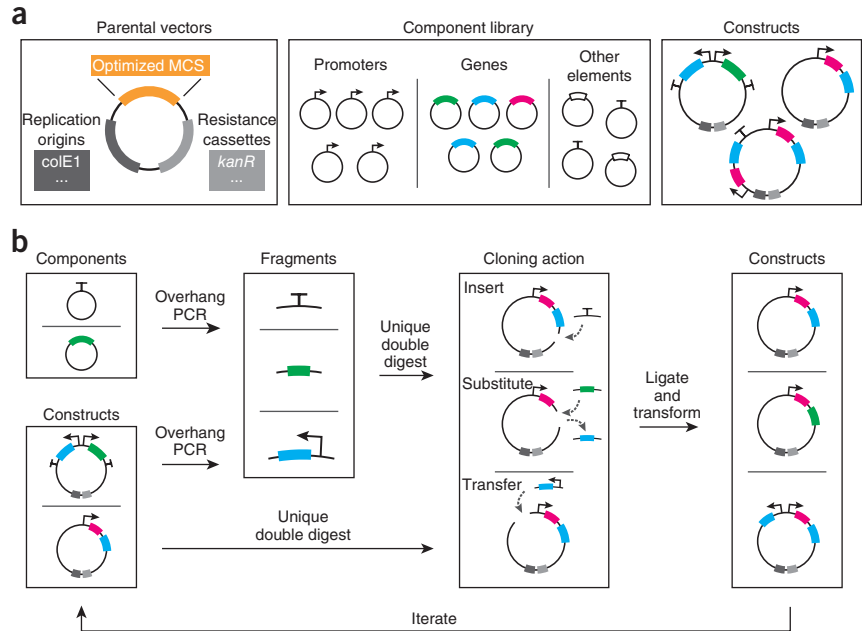 a
Parental vectors
Component library
Constructs
Optimized MCS
Replication
origins
colE1
...
Resistance
cassettes
kanR
...
Promoters
Genes
Other
elements
b
Components
Fragments
Cloning action
Constructs
Overhang
PCR
Unique
double
digest
Insert
Substitute
Transfer
Ligate
and
transform
Constructs
Overhang
PCR
Unique
double digest
Iterate